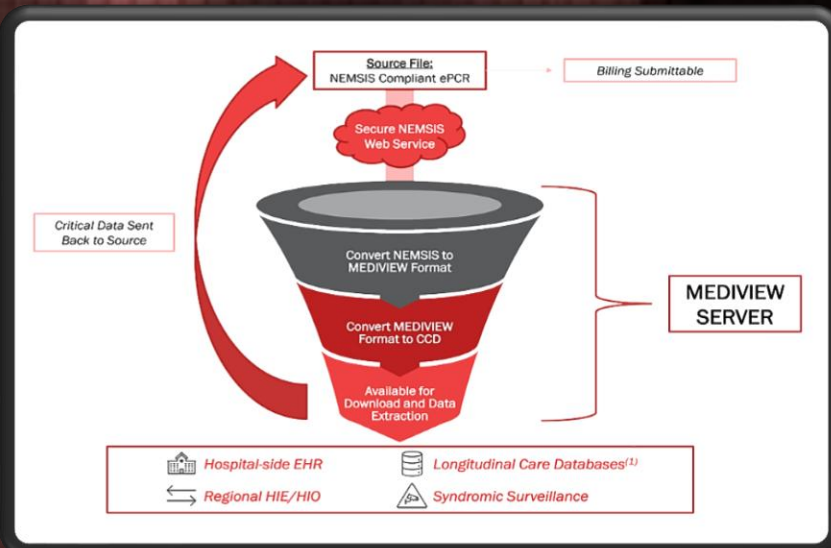 Source File:
NEMSIS Compliant ePCR
Billing Submittable
Secure NEMSIS
Web Service
Critical Data Sent
Back to Source
Convert NEMSIS to
MEDIVIEW Format
MEDIVIEW
SERVER
Convert MEDIVIEW
Format to CCD
Available for
Download and Data
Extraction
Hospital-side EHR
Longitudinal Care Databases(1)
Regional HIE/HIO
Syndromic Surveillance